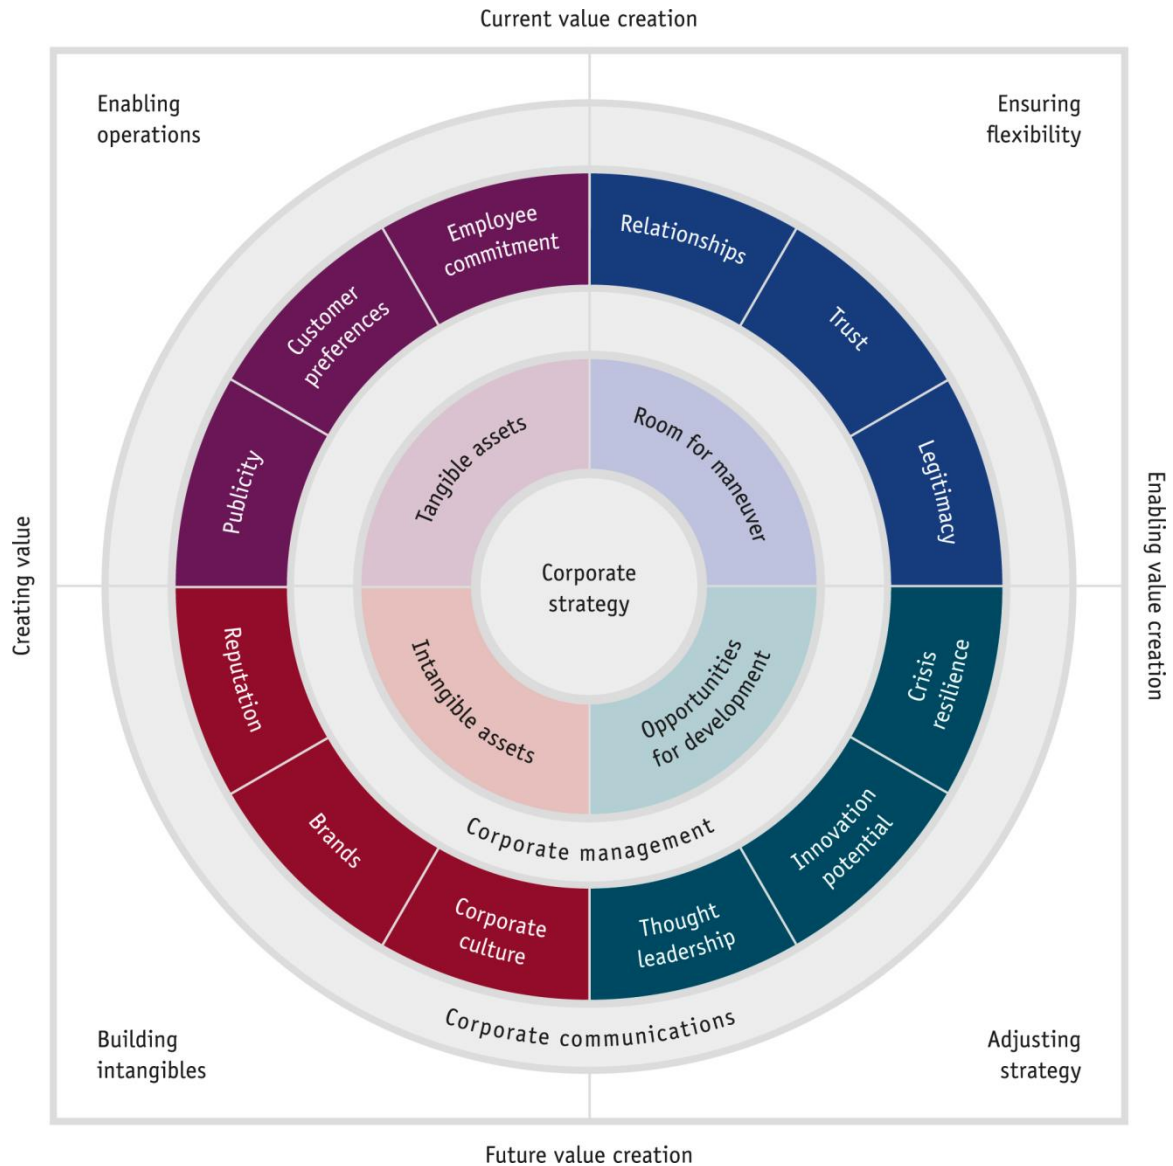 Current value creation
Enabling
operations
Ensuring
flexibility
Employee
commitment
Relationships
Customer
preferences
Trust
Publicity
Legitimacy
Tangible assets
Room for maneuver
Creating value
Corporate
strategy
Enabling value creation
Reputation
Intangible assets
Opportunities
for development
Crisis
resilience
Brands
Corporate management
Innovation
potential
Corporate
culture
Thought
leadership
Corporate communications
Building
intangibles
Adjusting
strategy
Future value creation